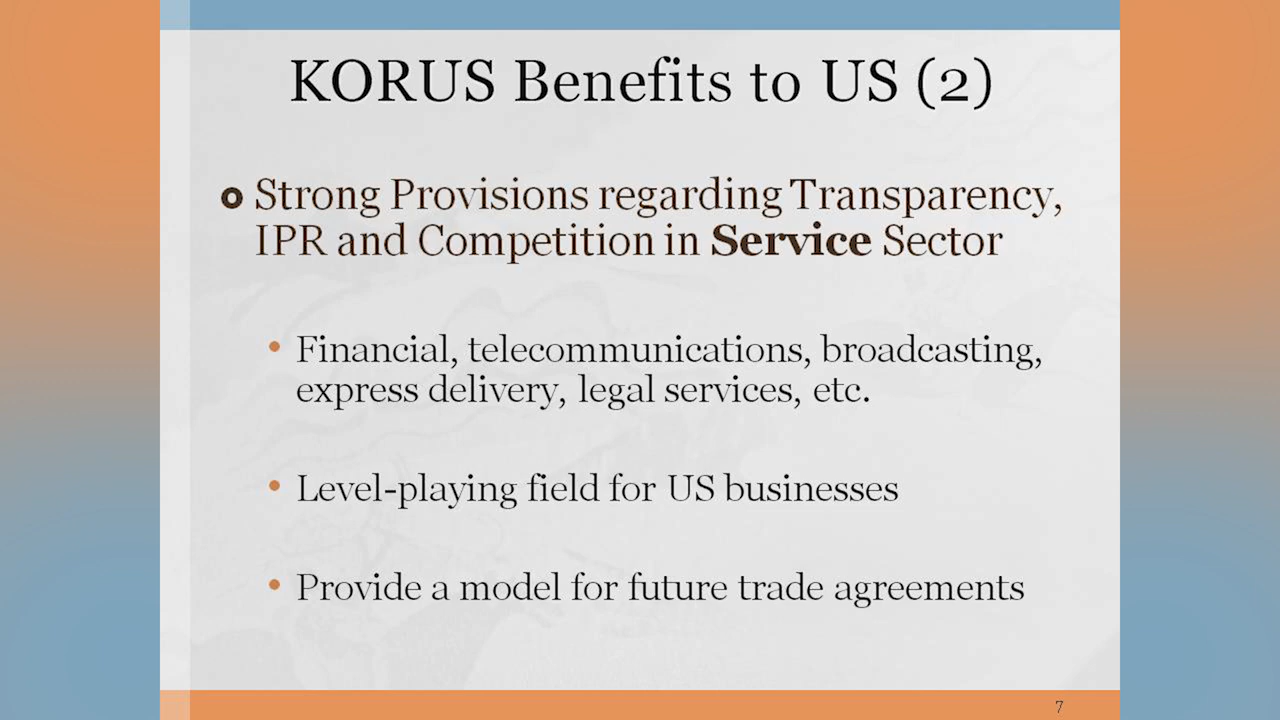 KORUS Benefits to US (2)
Strong Provisions regarding Transparency,
IPR and Competition in Service Sector
• Financial, telecommunications, broadcasting,
express delivery, legal services, etc.
• Level-playing field for US businesses
• Provide a model for future trade agreements
7